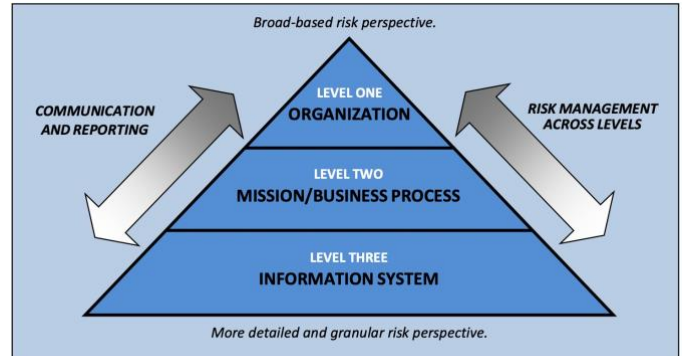 Broad-based risk perspective.
LEVEL ONE
ORGANIZATION
COMMUNICATION
AND REPORTING
RISK MANAGEMENT
ACROSS LEVELS
LEVEL TWO
MISSION/BUSINESS PROCESS
LEVEL THREE
INFORMATION SYSTEM
More detailed and granular risk perspective.